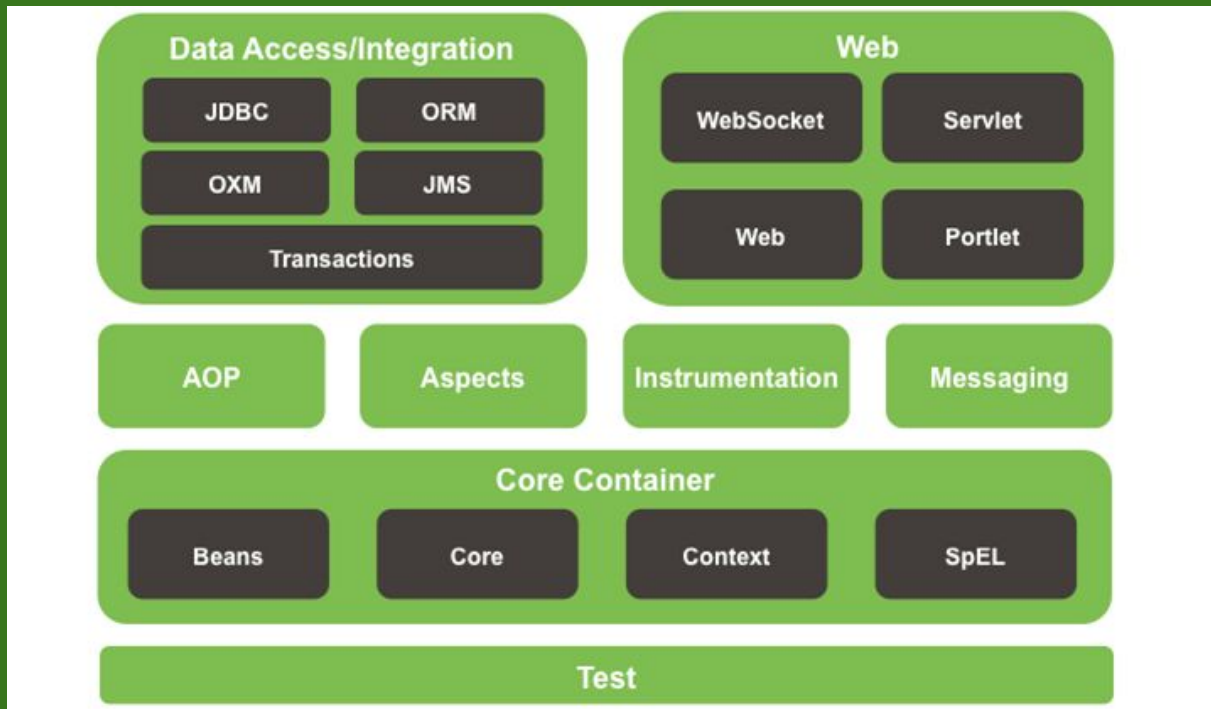 Data Access/Integration
JDBC
ORM
OXM
JMS
Transactions
Web
WebSocket
Servlet
Web
Portlet
AOP
Aspects
Instrumentation
Messaging
Core Container
Beans
Core
Context
SpEL
Test